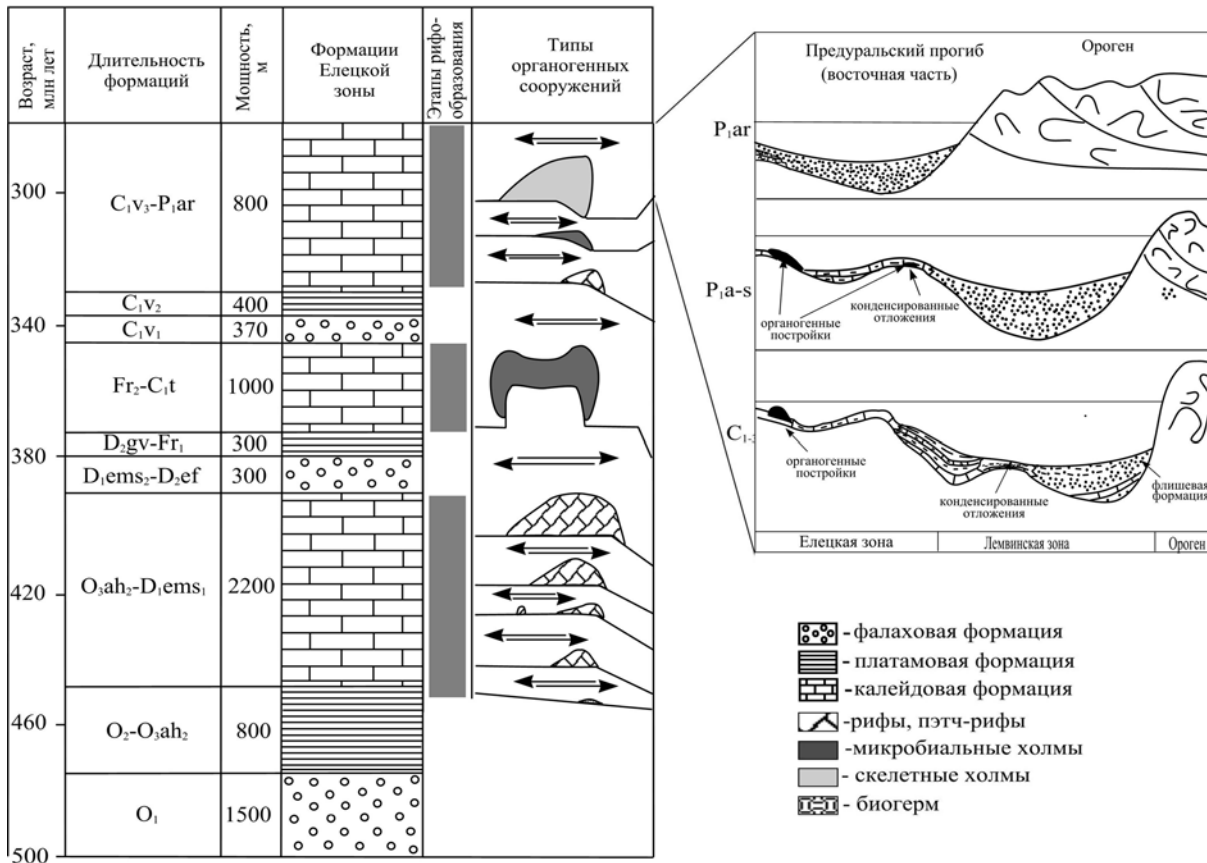 Возраст,
млн лет
Длительность
формаций
Мощность,
м
Формации
Елецкой
зоны
Этапы рифо-
образования
Типы
органогенных
сооружений
300
340
380
420
460
500
C₁v₃-P₁ar
800
C₁v₂
400
C₁v₁
370
Fr₂-C₁t
1000
D₂gv-Fr₁
300
D₁ems₂-D₂ef
300
O₃ah₂-D₁ems₁
2200
O₂-O₃ah₂
800
O₁
1500
Предуральский прогиб
(восточная часть)
Ороген
P₁ar
P₁a-s
органогенные
постройки
конденсированные
отложения
органогенные
постройки
конденсированные
отложения
флишевая
формация
Елецкая зона
Лемвинская зона
Ороген
-фалаховая формация
- платамовая формация
-калейдовая формация
-рифы, пэтч-рифы
-микробиальные холмы
- скелетные холмы
- биогерм